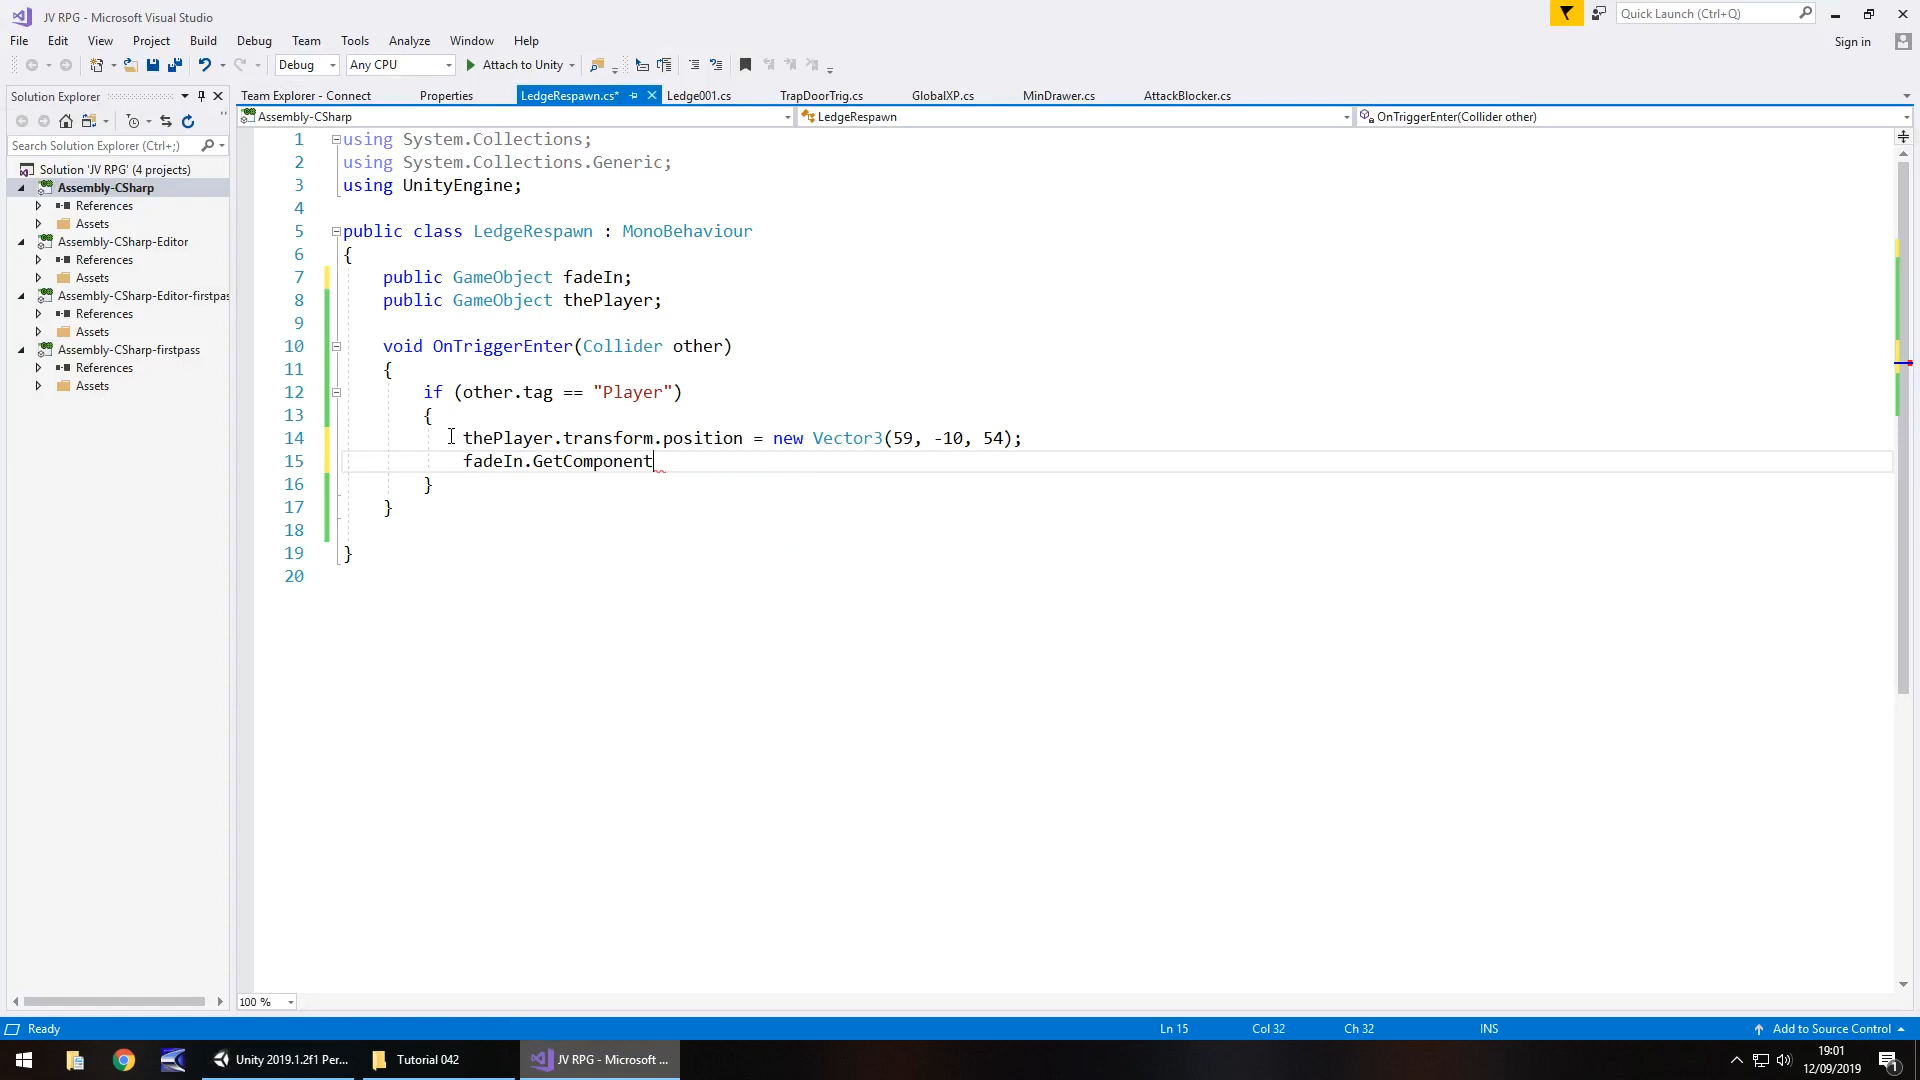 JV RPG - Microsoft Visual Studio
Quick Launch (Ctrl+Q)
File Edit View Project Build Debug Team Tools Analyze Window Help
Sign in
Debug Any CPU Attach to Unity
Solution Explorer
Team Explorer - Connect Properties LedgeRespawn.cs* Ledge001.cs TrapDoorTrig.cs GlobalXP.cs MinDrawer.cs AttackBlocker.cs
Assembly-CSharp LedgeRespawn OnTriggerEnter(Collider other)
Search Solution Explorer (Ctrl+;)
Solution 'JV RPG' (4 projects)
Assembly-CSharp
References
Assets
Assembly-CSharp-Editor
References
Assets
Assembly-CSharp-Editor-firstpas
References
Assets
Assembly-CSharp-firstpass
References
Assets
1 using System.Collections;
2 using System.Collections.Generic;
3 using UnityEngine;
4
5 public class LedgeRespawn : MonoBehaviour
6 {
7 public GameObject fadeIn;
8 public GameObject thePlayer;
9
10 void OnTriggerEnter(Collider other)
11 {
12 if (other.tag == "Player")
13 {
14 thePlayer.transform.position = new Vector3(59, -10, 54);
15 fadeIn.GetComponent
16 }
17 }
18
19 }
20
100 %
Ready Ln 15 Col 32 Ch 32 INS Add to Source Control
Unity 2019.1.2f1 Per... Tutorial 042 JV RPG - Microsoft ...
19:01
12/09/2019
1